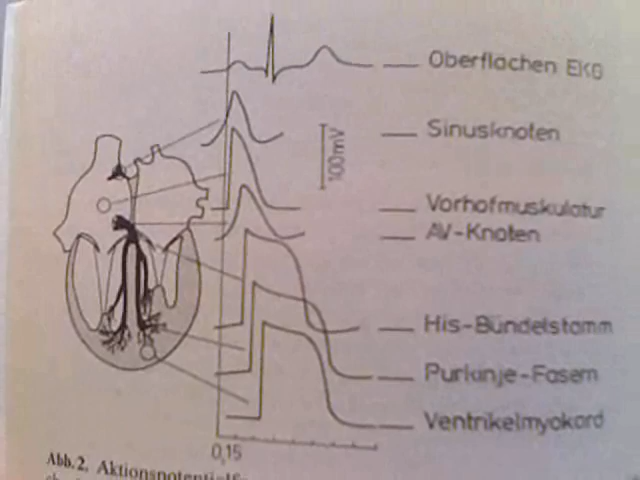 Oberflächen EKG
Sinusknoten
100mV
Vorhofmuskulatur
AV-Knoten
His-Bündelstamm
Purkinje-Fasern
Ventrikelmyokard
0,15
Abb. 2.